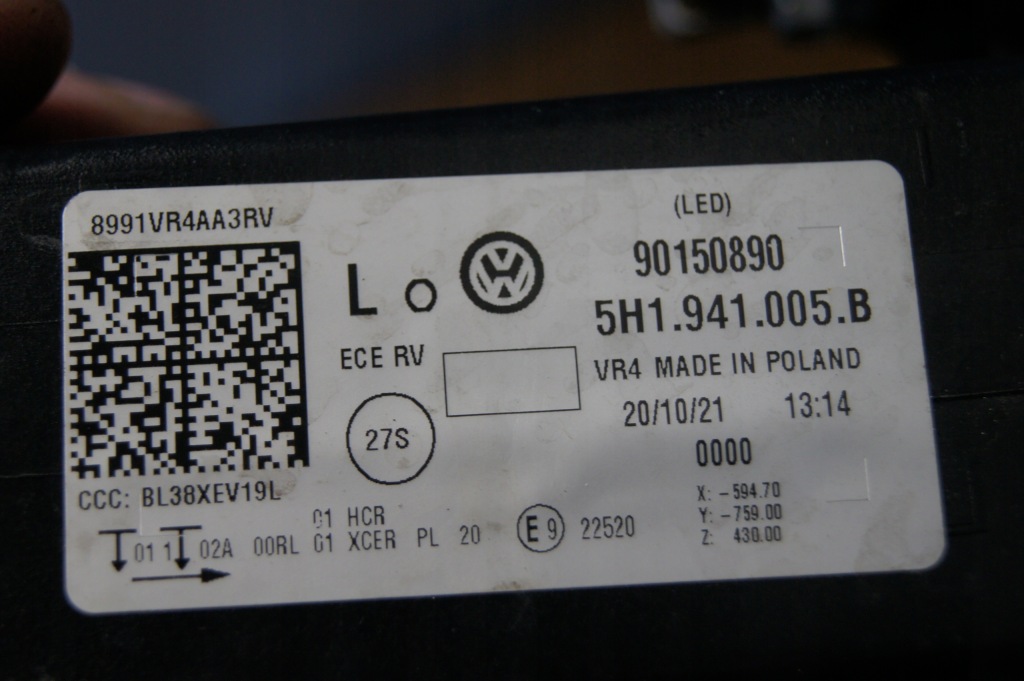 8991VR4AA3RV
(LED)
90150890
L O
5H1.941.005.B
ECE RV
VR4 MADE IN POLAND
20/10/21 13:14
27S
0000
CCC: BL38XEV19L
X: -594.70
Y: -759.00
Z: 430.00
01 HCR
01 1 02A 00RL 01 XCER PL 20 E9 22520